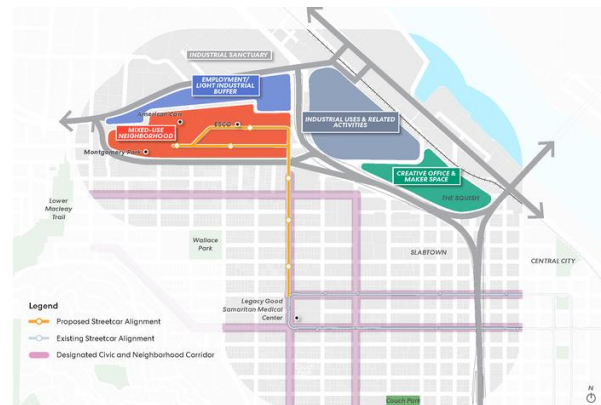 INDUSTRIAL SANCTUARY
EMPLOYMENT/
LIGHT INDUSTRIAL
BUFFER
American Can
ESCO
MIXED-USE
NEIGHBORHOOD
Montgomery Park
INDUSTRIAL USES & RELATED
ACTIVITIES
CREATIVE OFFICE &
MAKER SPACE
THE SQUISH
Lower
Macleay
Trail
Wallace
Park
SLABTOWN
CENTRAL CITY
Legacy Good
Samaritan Medical
Center
Legend
Proposed Streetcar Alignment
Existing Streetcar Alignment
Designated Civic and Neighborhood Corridor
Couch Park
N